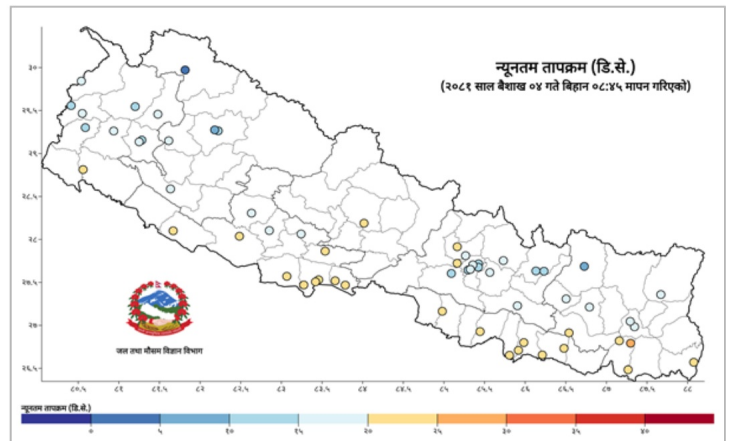 न्यूनतम तापक्रम (डि.से.)
(२०८१ साल बैशाख ०४ गते बिहान ०८:४५ मापन गरिएको)
३०
२९.५
२९
२८.५
२८
२७.५
२७
२६.५
जल तथा मौसम विज्ञान विभाग
८०.५ ८१ ८१.५ ८२ ८२.५ ८३ ८३.५ ८४ ८४.५ ८५ ८५.५ ८६ ८६.५ ८७ ८७.५ ८८
न्यूनतम तापक्रम (डि.से.)
० ५ १० १५ २० २५ ३० ३५ ४०